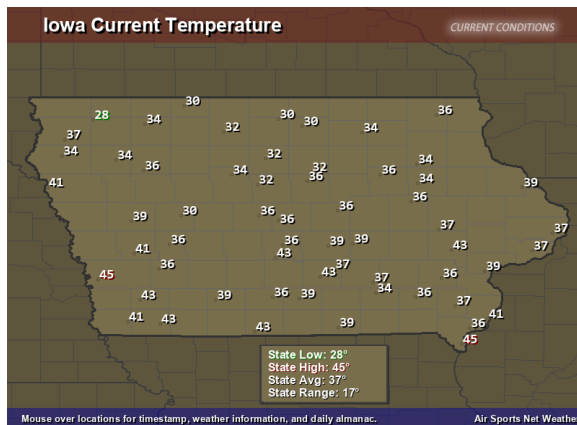 Iowa Current Temperature
CURRENT CONDITIONS
30
28 34 30 30 36
32 34
37
34 34 36 34 32 32 36 34
41 32 36 34 39
36
39 30 36 36 36
37 37
41 36 36 43 39 39 43 37
45 36 43 37 37 36 39
43 39 36 39 34 36 37
41 43 43 39 36 41
45
State Low: 28°
State High: 45°
State Avg: 37°
State Range: 17°
Mouse over locations for timestamp, weather information, and daily almanac.
Air Sports Net Weathe